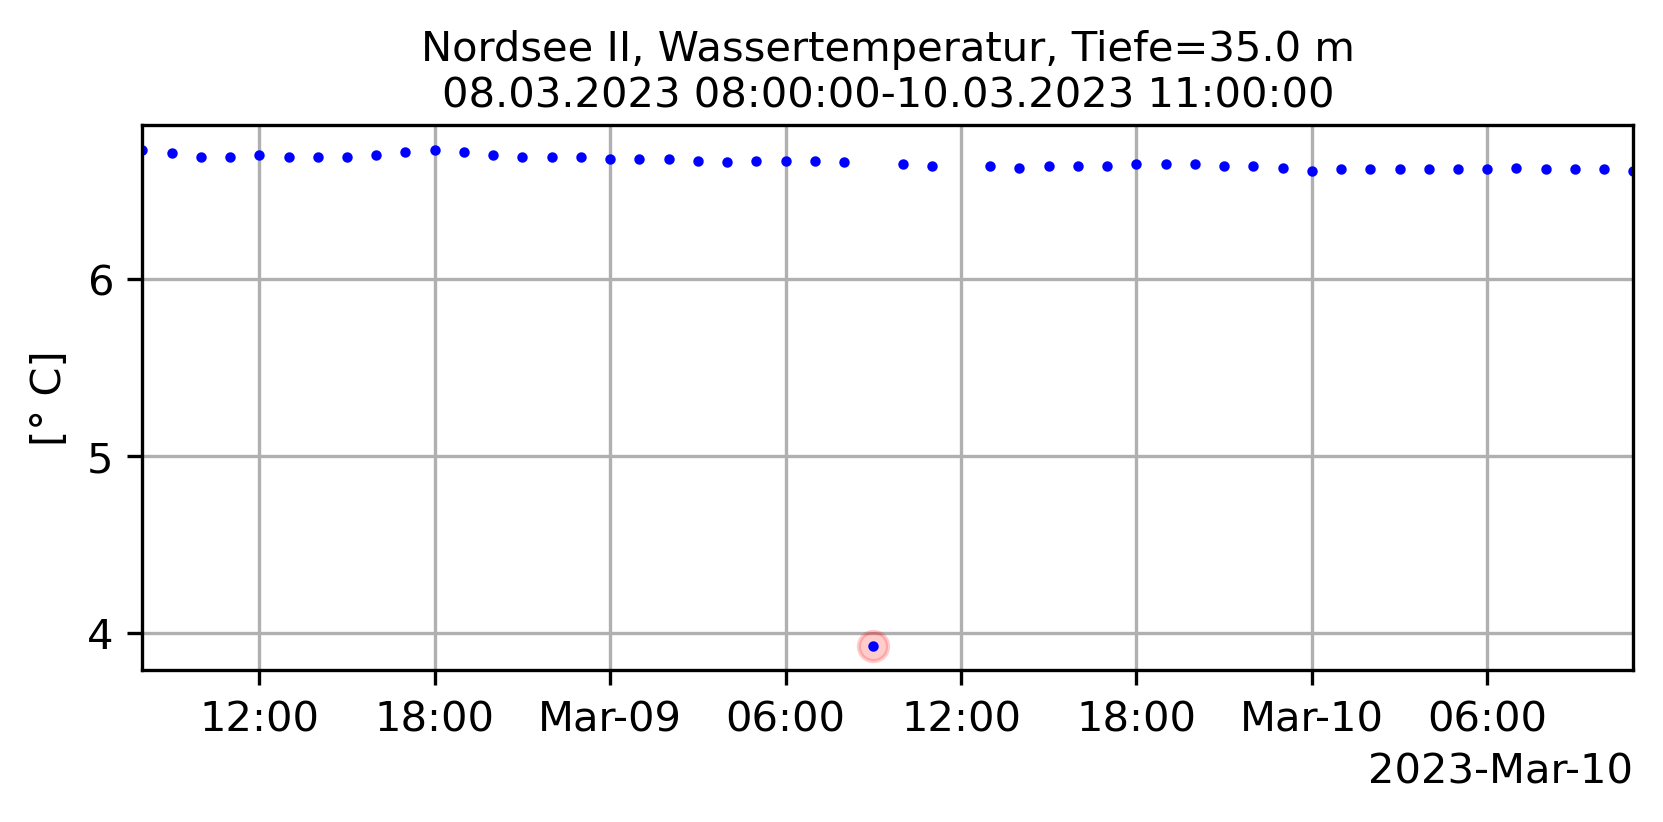 Nordsee II, Wassertemperatur, Tiefe=35.0 m
08.03.2023 08:00:00-10.03.2023 11:00:00
[° C]
6
5
4
12:00 18:00 Mar-09 06:00 12:00 18:00 Mar-10 06:00
2023-Mar-10